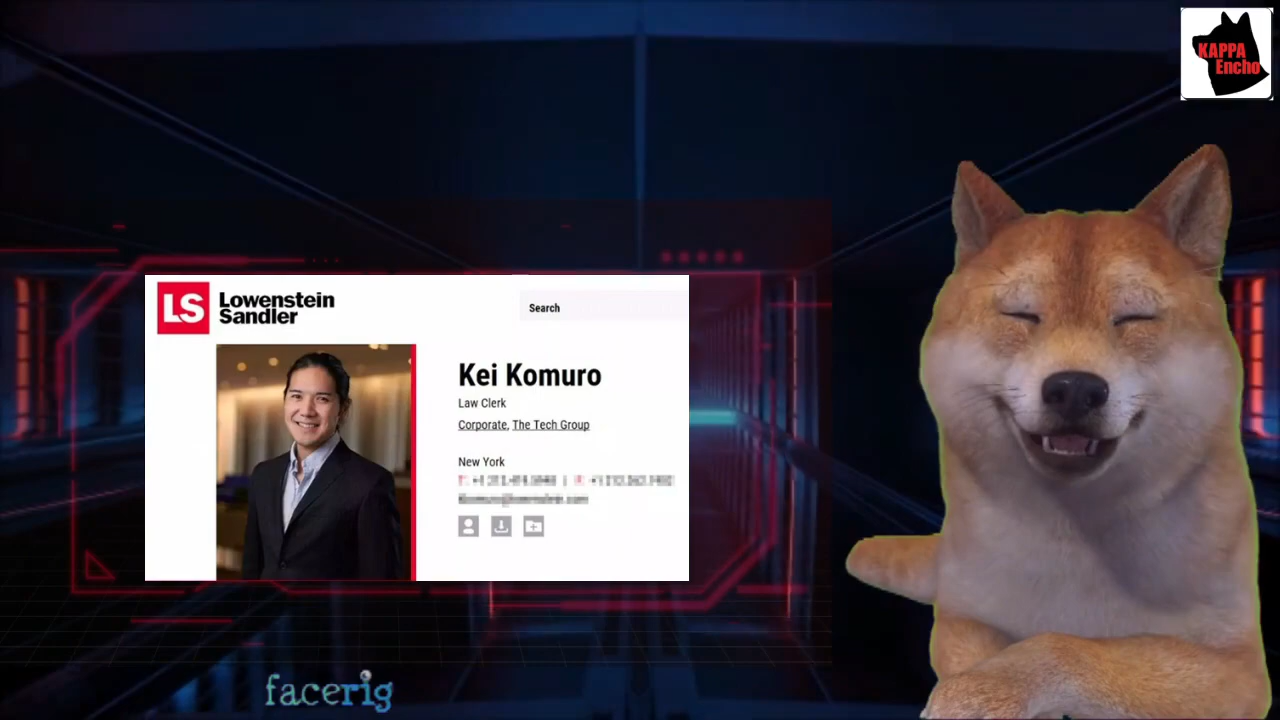 KAPPA
Encho
LS
Lowenstein
Sandler
Search
Kei Komuro
Law Clerk
Corporate, The Tech Group
New York
facerig